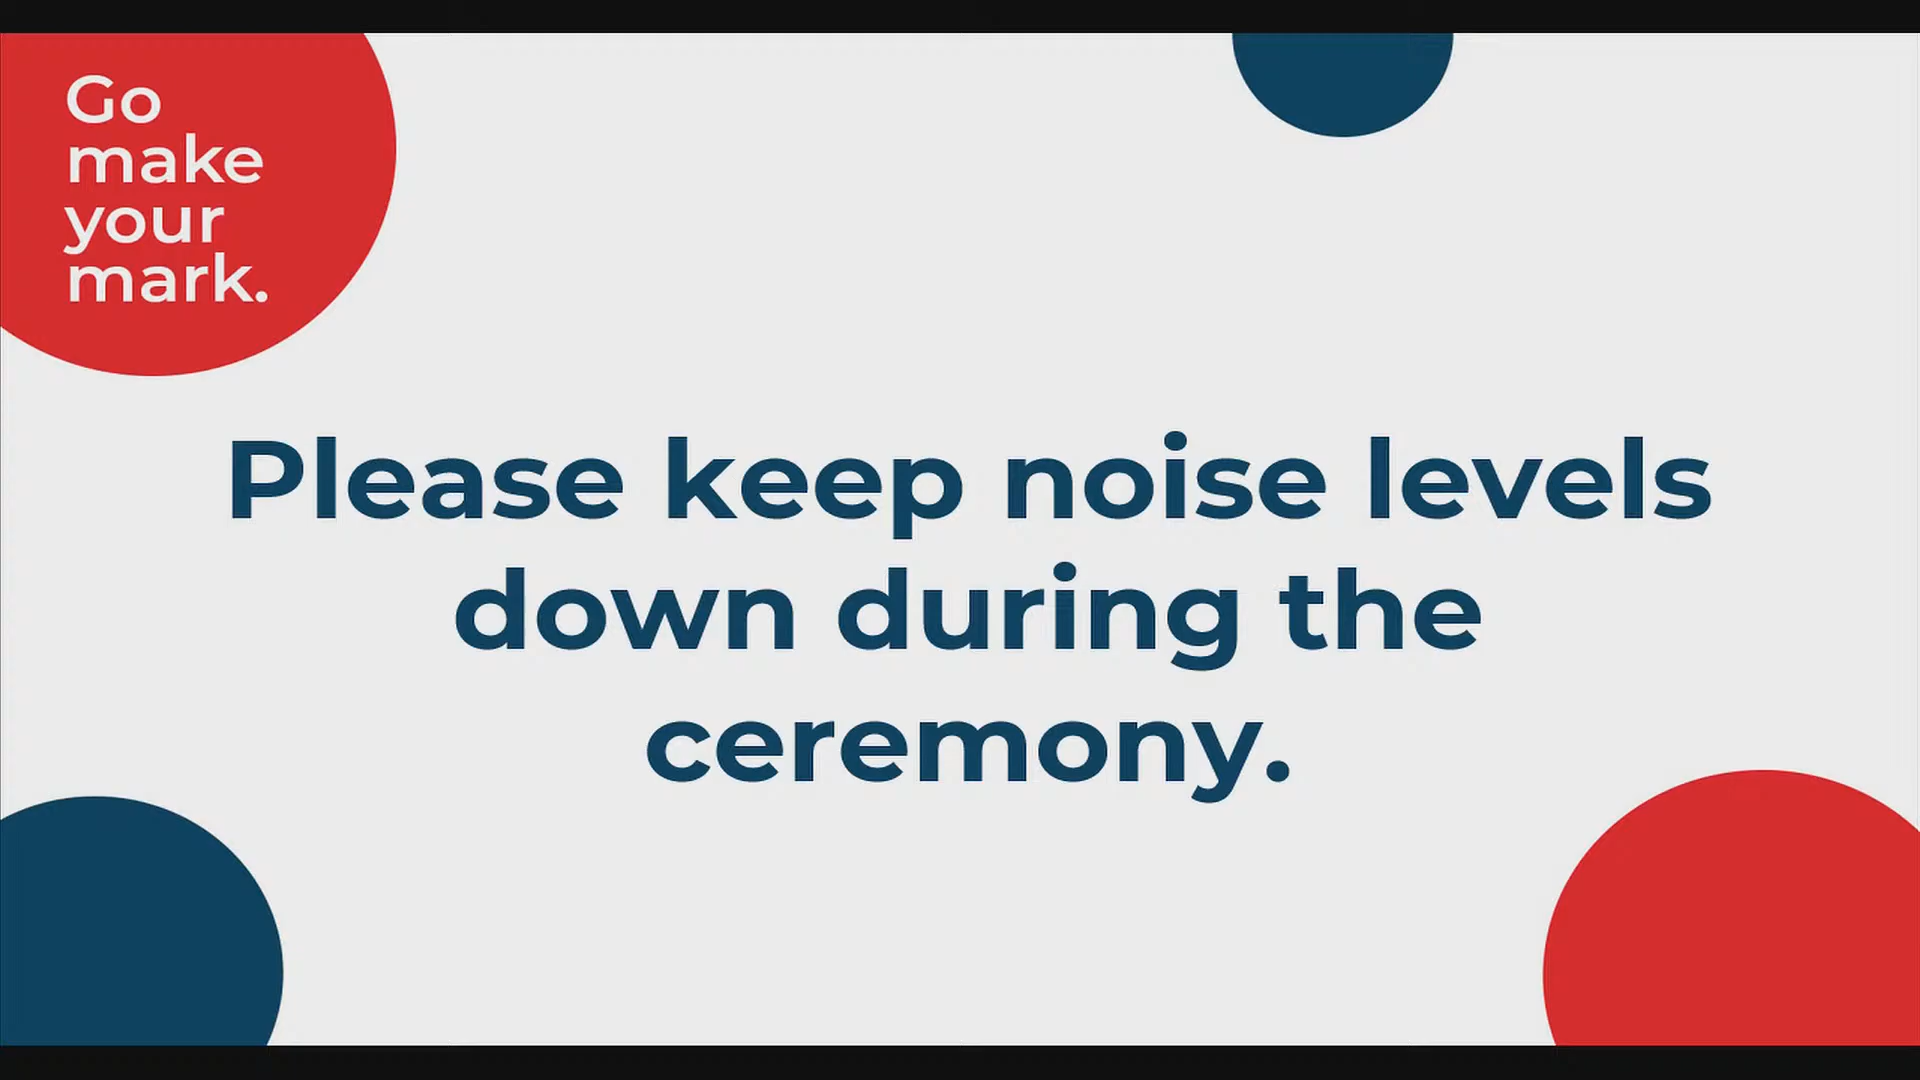 Go
make
your
mark.
Please keep noise levels
down during the
ceremony.